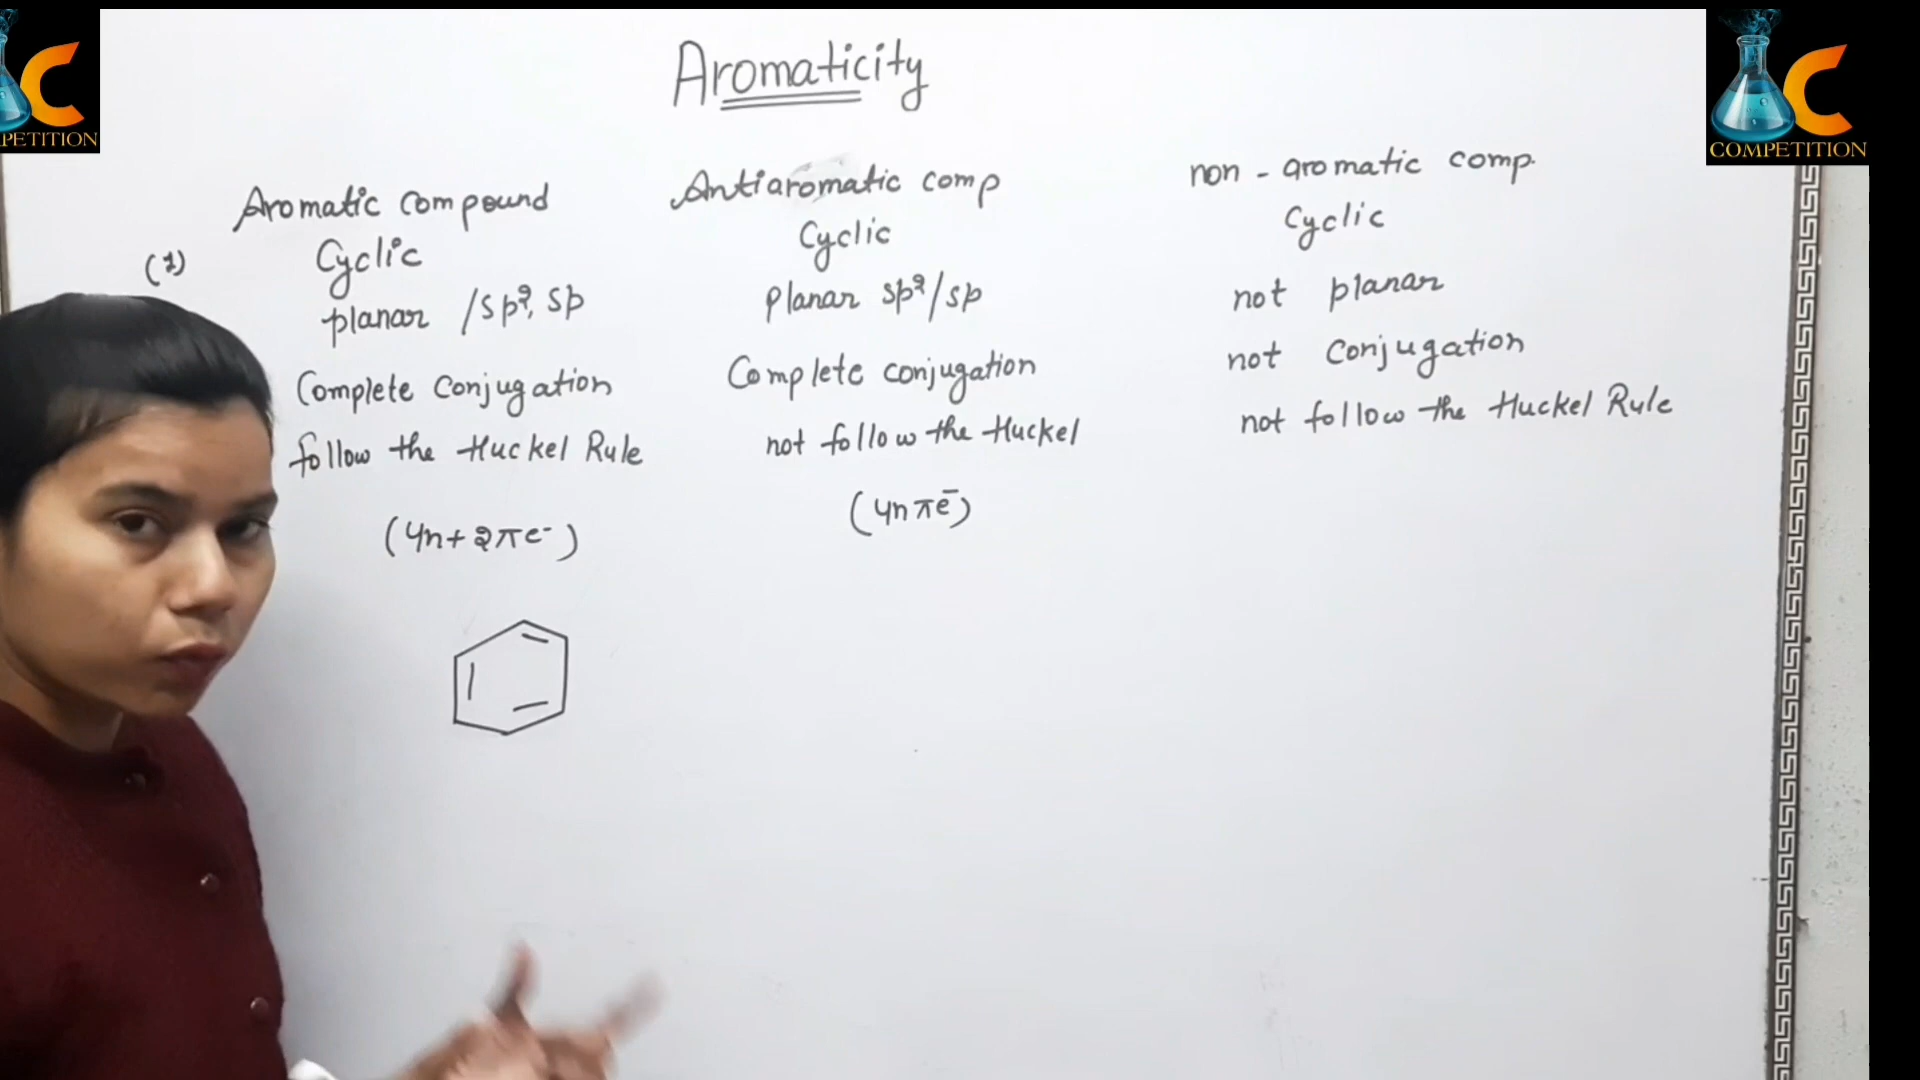 C
PETITION
C
COMPETITION
Aromaticity
Aromatic compound
(1)
Cyclic
planar /sp², sp
Complete conjugation
follow the Huckel Rule
(4n+2πe⁻)
Antiaromatic comp
Cyclic
planar sp²/sp
Complete conjugation
not follow the Huckel
(4nπe⁻)
non - aromatic comp.
Cyclic
not planar
not conjugation
not follow the Huckel Rule